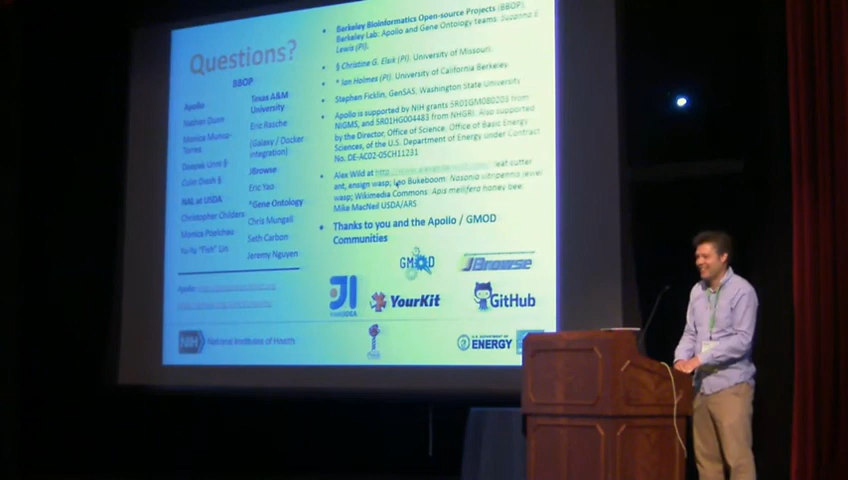 Questions?
BBOP
Apollo
Nathan Dunn
Monica Munoz-
Torres
Deepak Unni §
Colin Diesh §
NAL at USDA
Christopher Childers
Monica Poelchau
Yu-Yu "Fish" Lin
Texas A&M
University
Eric Rasche
(Galaxy / Docker
integration)
JBrowse
Eric Yao
*Gene Ontology
Chris Mungall
Seth Carbon
Jeremy Nguyen
Apollo:
• Berkeley Bioinformatics Open-source Projects (BBOP),
Berkeley Lab: Apollo and Gene Ontology teams. Suzanna E
Lewis (PI).
• § Christine G. Elsik (PI). University of Missouri.
• * Ian Holmes (PI). University of California Berkeley
• Stephen Ficklin, GenSAS, Washington State University
• Apollo is supported by NIH grants 5R01GM080203 from
NIGMS, and 5R01HG004483 from NHGRI. Also supported
by the Director, Office of Science, Office of Basic Energy
Sciences, of the U.S. Department of Energy under Contract
No. DE-AC02-05CH11231
• Alex Wild at leaf cutter
ant, ensign wasp; Leo Bukeboom: Nasonia vitripennis jewel
wasp; Wikimedia Commons: Apis mellifera honey bee;
Mike MacNeil USDA/ARS
• Thanks to you and the Apollo / GMOD
Communities
GMOD
JBrowse
JI
YourKit
GitHub
NIH National Institutes of Health
U.S. DEPARTMENT OF
ENERGY